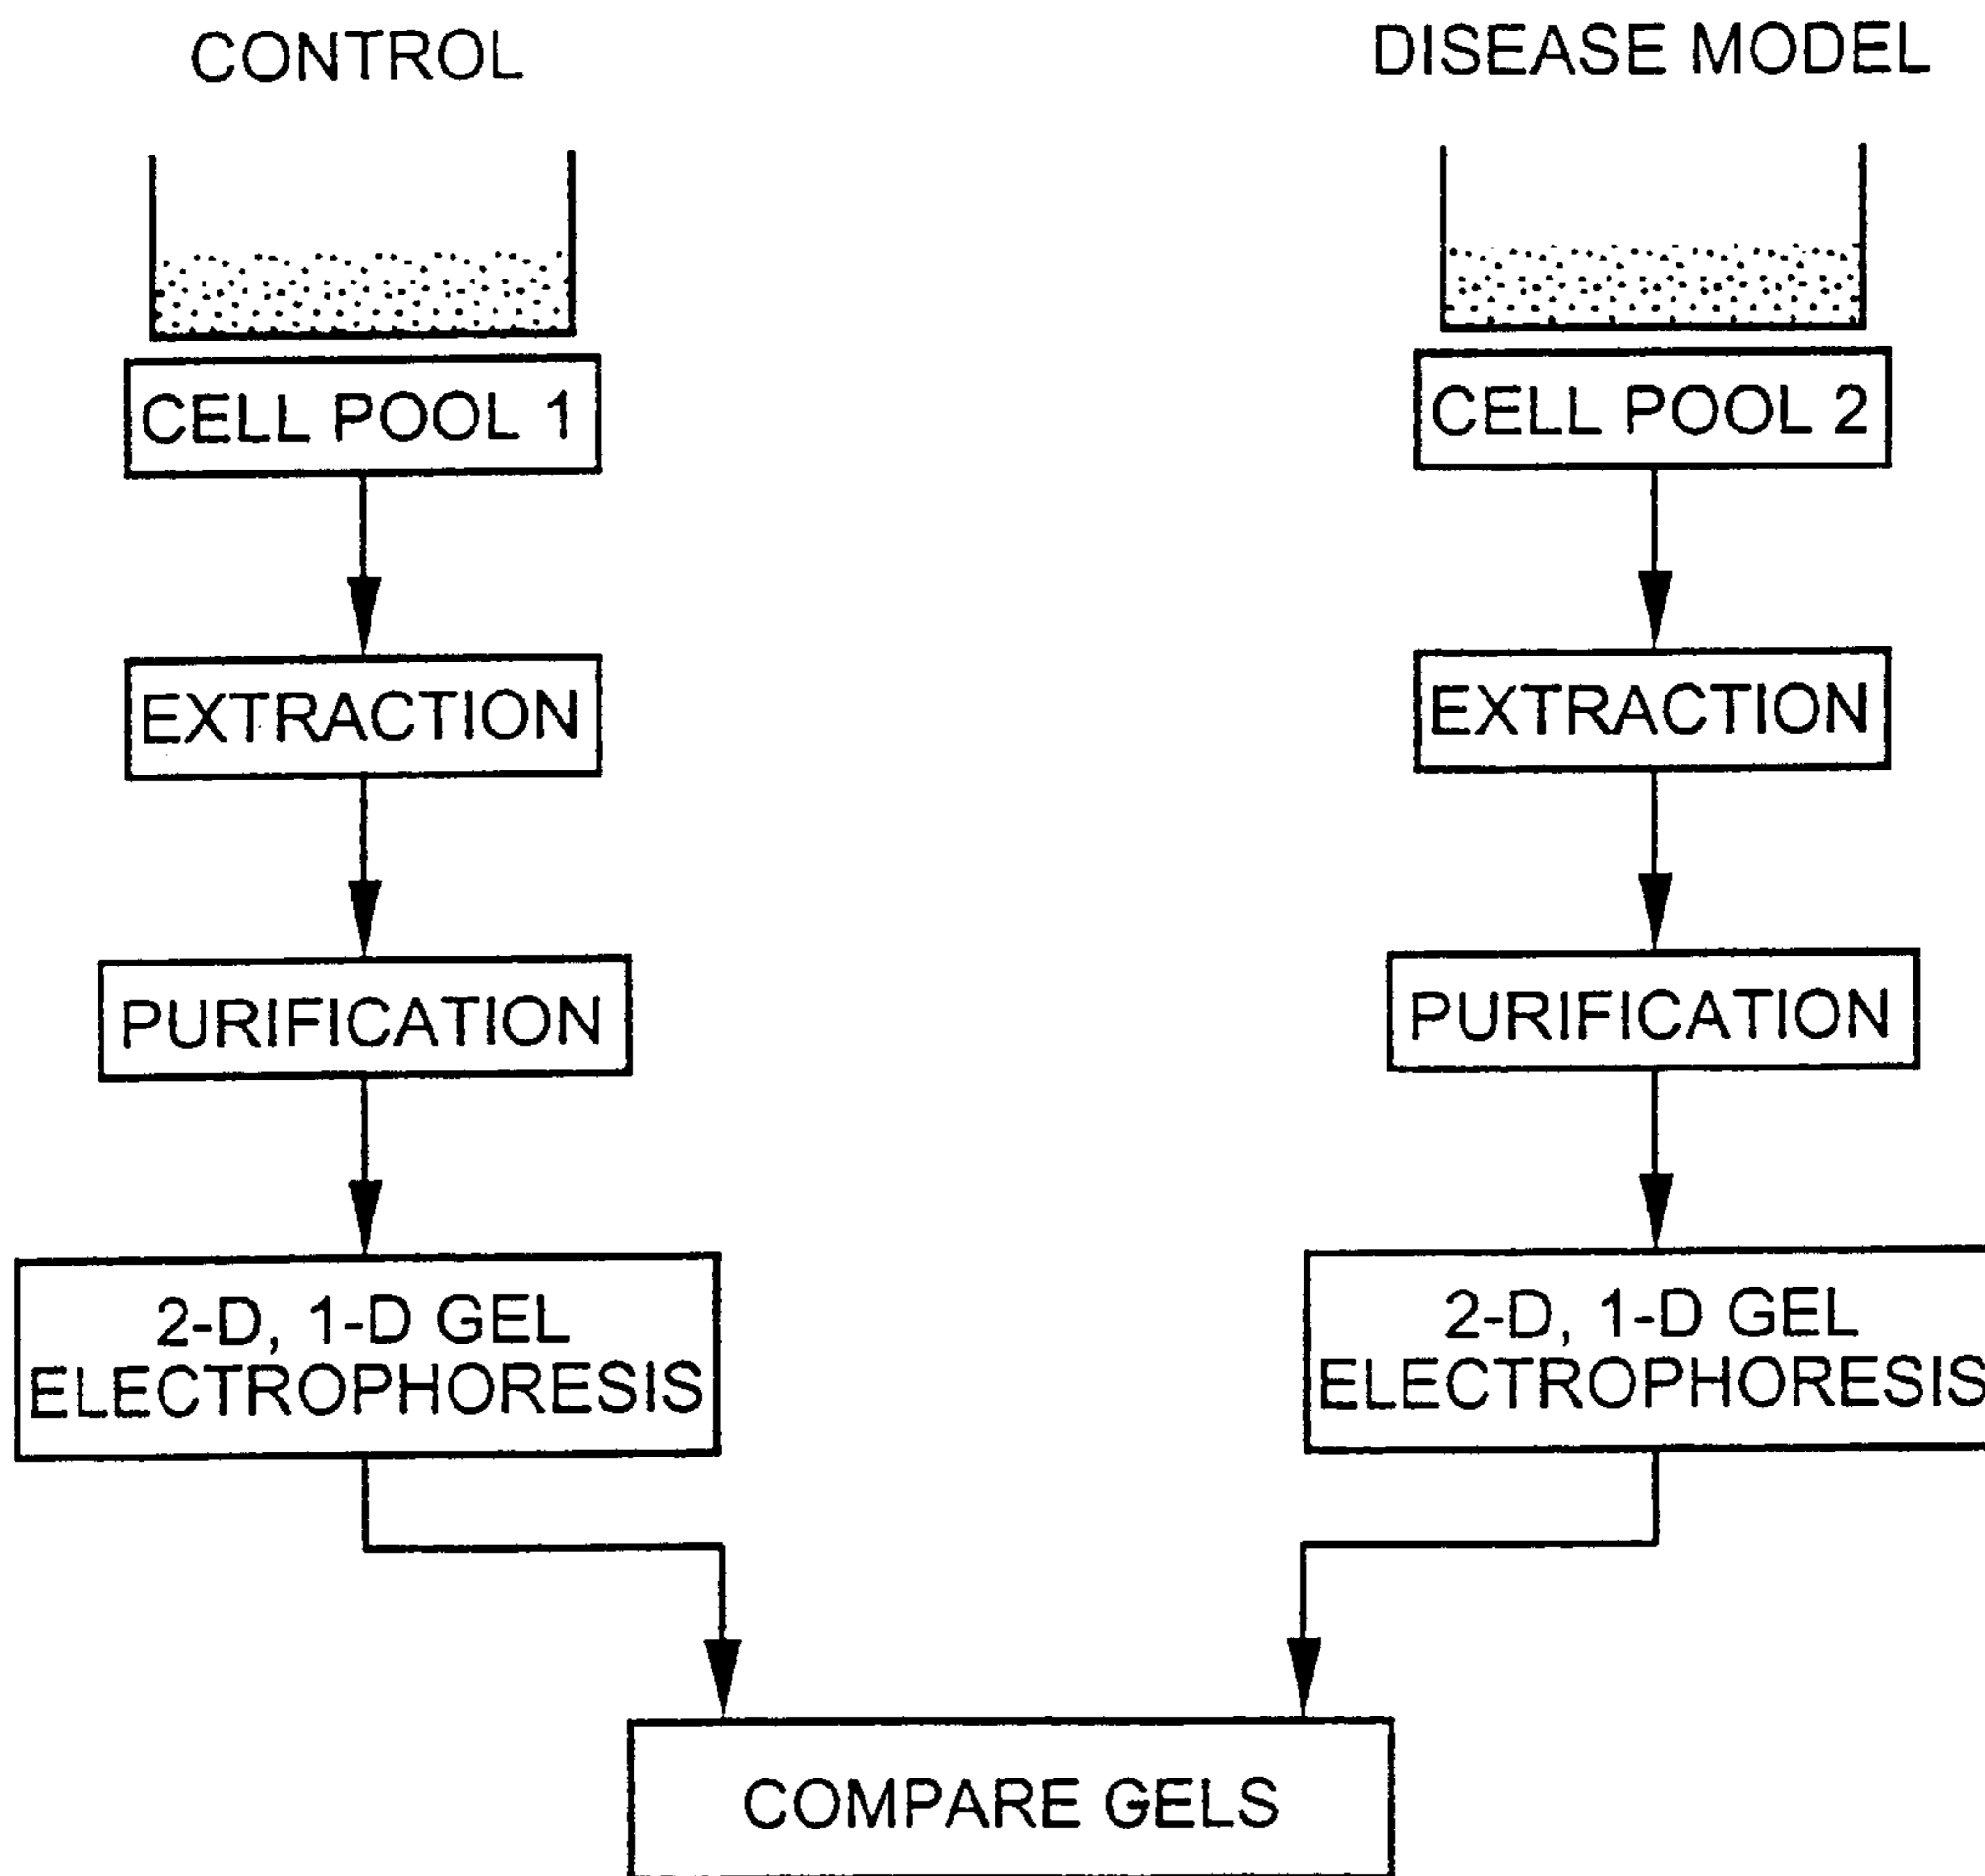 CONTROL
CELL POOL 1
EXTRACTION
PURIFICATION
2-D, 1-D GEL
ELECTROPHORESIS
DISEASE MODEL
CELL POOL 2
EXTRACTION
PURIFICATION
2-D, 1-D GEL
ELECTROPHORESIS
COMPARE GELS